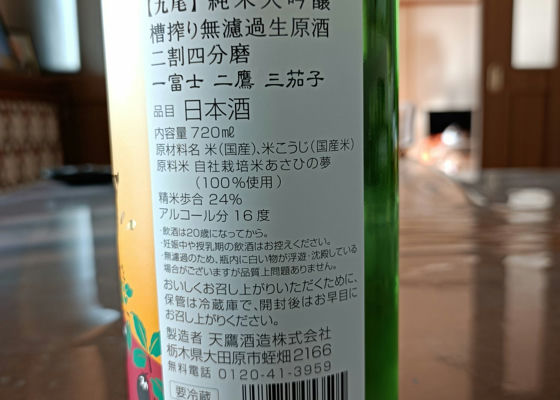 【九尾】純米大吟醸
槽搾り無濾過生原酒
二割四分磨
一富士 二鷹 三茄子
品目 日本酒
内容量 720㎖
原材料名 米(国産)、米こうじ(国産米)
原料米 自社栽培米あさひの夢
(100%使用)
精米歩合 24%
アルコール分 16度
・飲酒は20歳になってから。
・妊娠中や授乳期の飲酒はお控えください。
・無濾過のため、瓶内に白い物が浮遊・沈殿している
場合がございますが品質上問題ありません。
おいしくお召し上がりいただくために、
保管は冷蔵庫で、開封後はお早目に
お召し上がりください。
製造者 天鷹酒造株式会社
栃木県大田原市蛭畑2166
無料電話 0120-41-3959
要冷蔵